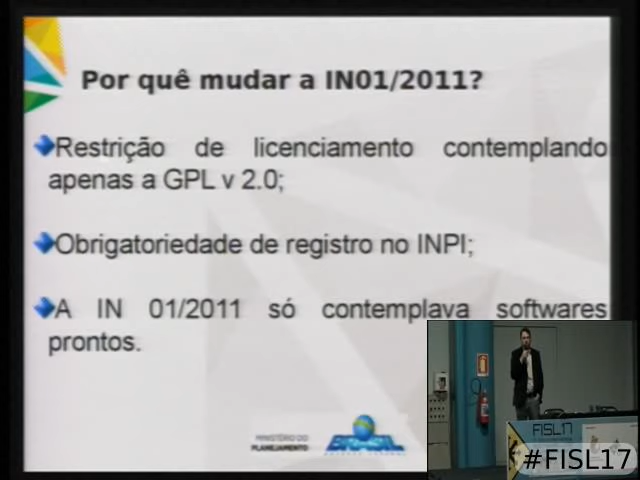 Por quê mudar a IN01/2011?
Restrição de licenciamento contemplando
apenas a GPL v 2.0;
Obrigatoriedade de registro no INPI;
A IN 01/2011 só contemplava softwares
prontos.
MINISTÉRIO DO
PLANEJAMENTO
BRASIL
FISL17
#FISL17